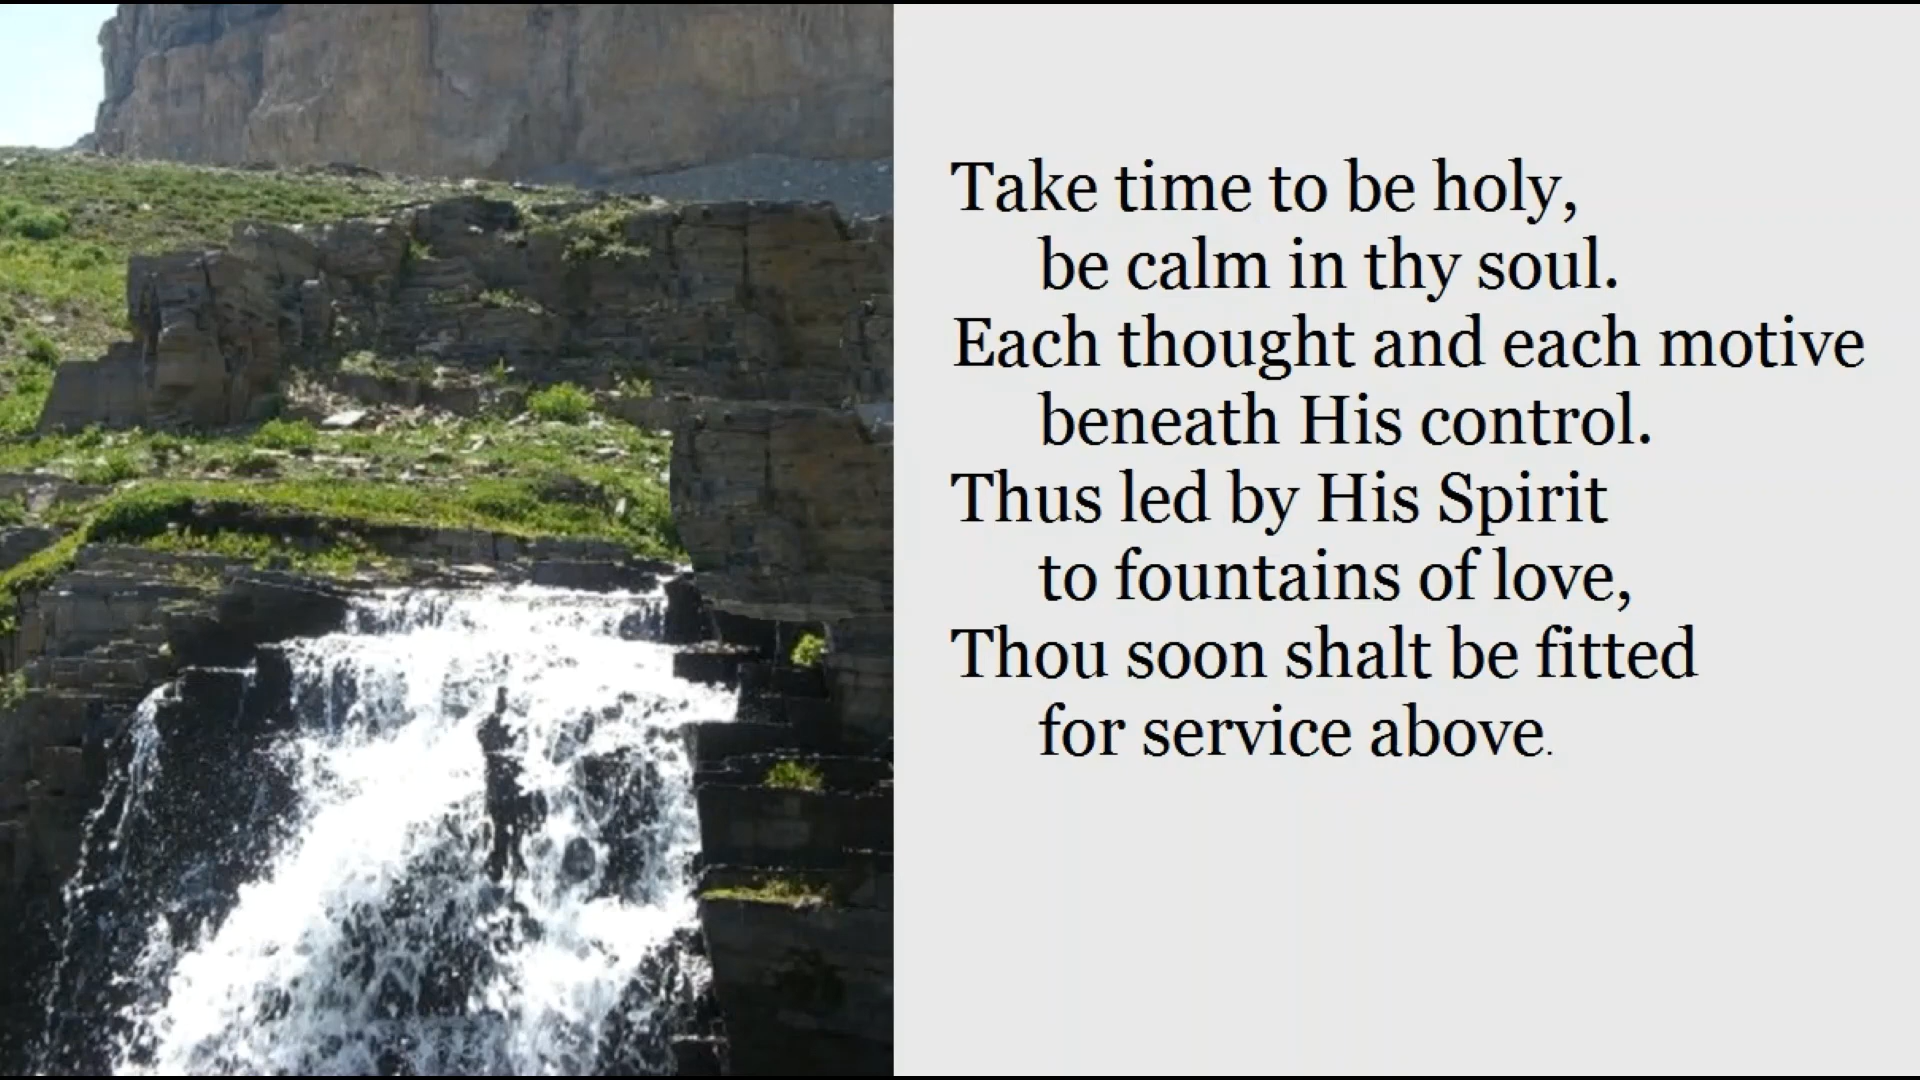 Take time to be holy,
be calm in thy soul.
Each thought and each motive
beneath His control.
Thus led by His Spirit
to fountains of love,
Thou soon shalt be fitted
for service above.